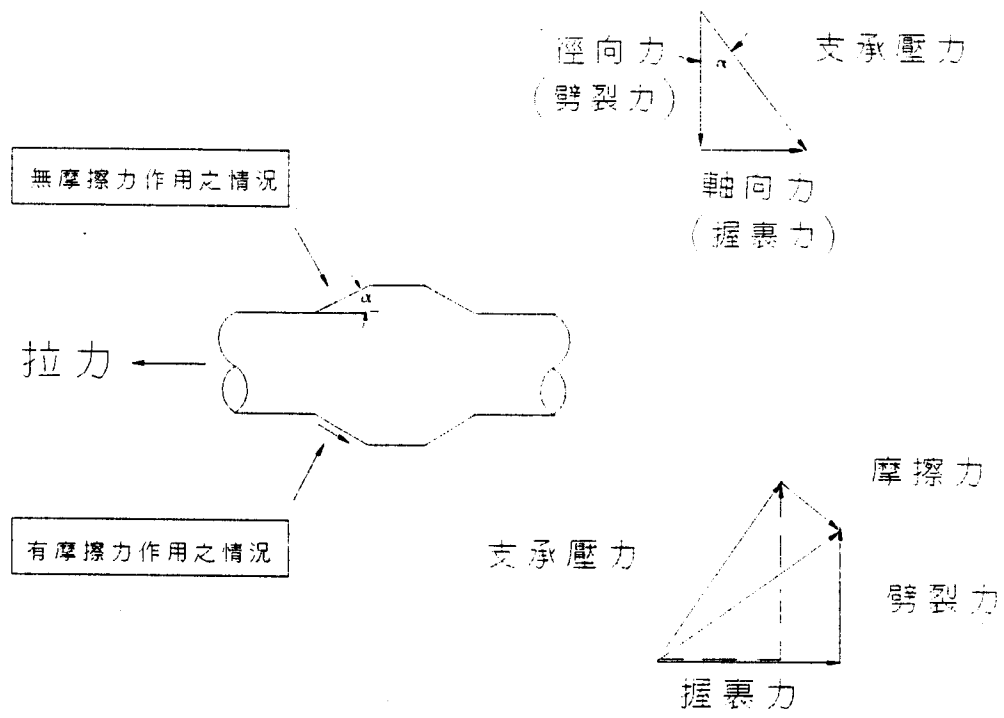 徑向力
(劈裂力)
α
支承壓力
軸向力
(握裹力)
無摩擦力作用之情況
α
拉力
有摩擦力作用之情況
摩擦力
支承壓力
劈裂力
握裹力